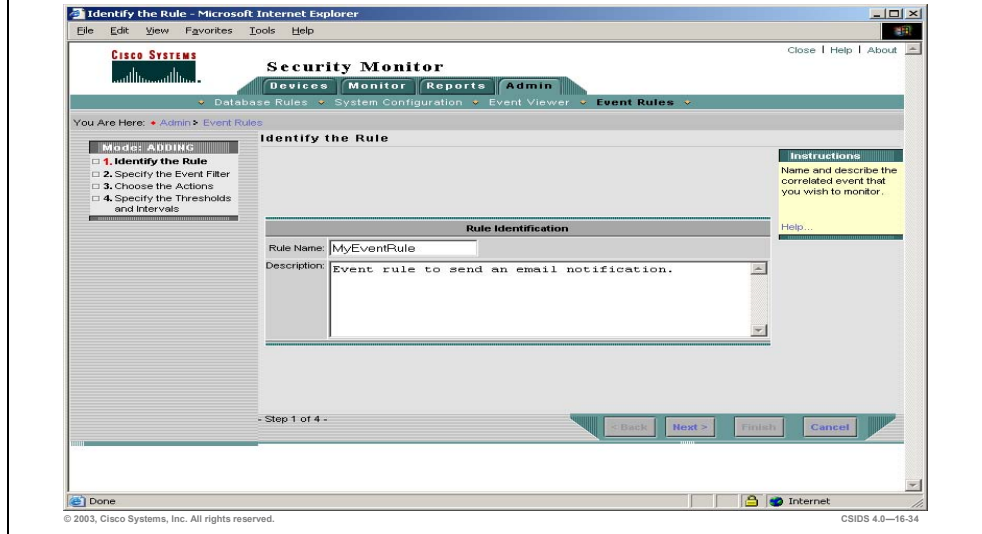 Identify the Rule - Microsoft Internet Explorer
File Edit View Favorites Tools Help
CISCO SYSTEMS
Close | Help | About
Security Monitor
Devices Monitor Reports Admin
Database Rules System Configuration Event Viewer Event Rules
You Are Here: • Admin > Event Rules
Mode: ADDING
1. Identify the Rule
2. Specify the Event Filter
3. Choose the Actions
4. Specify the Thresholds
and Intervals
Identify the Rule
Rule Identification
Rule Name: MyEventRule
Description: Event rule to send an email notification.
Instructions
Name and describe the
correlated event that
you wish to monitor.
Help...
- Step 1 of 4 -
< Back Next > Finish Cancel
Done
Internet
© 2003, Cisco Systems, Inc. All rights reserved.
CSIDS 4.0—16-34